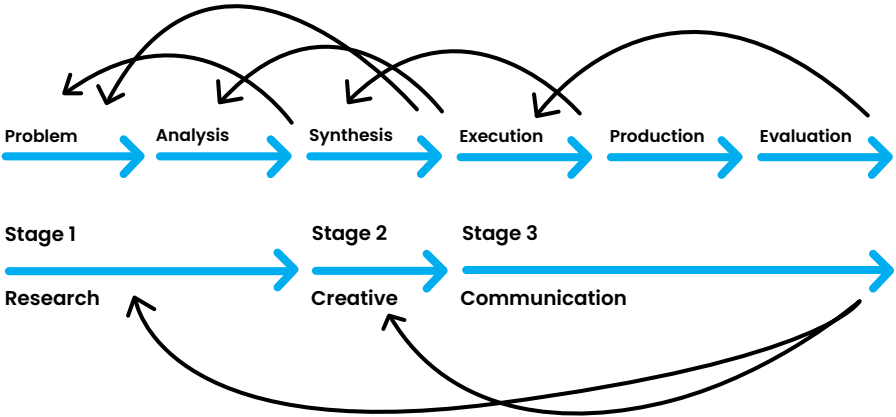 Problem
Analysis
Synthesis
Execution
Production
Evaluation
Stage 1
Stage 2
Stage 3
Research
Creative
Communication